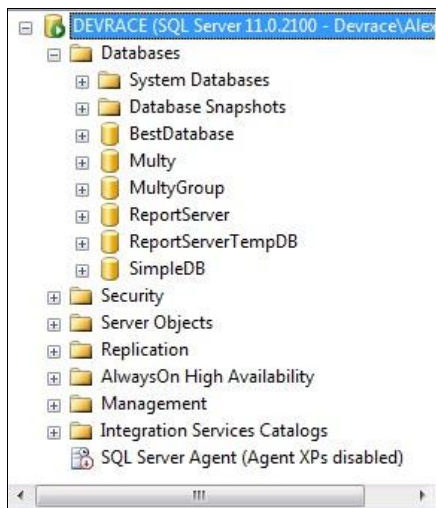 DEVRACE (SQL Server 11.0.2100 - Devrace\Alex
Databases
System Databases
Database Snapshots
BestDatabase
Multy
MultyGroup
ReportServer
ReportServerTempDB
SimpleDB
Security
Server Objects
Replication
AlwaysOn High Availability
Management
Integration Services Catalogs
SQL Server Agent (Agent XPs disabled)